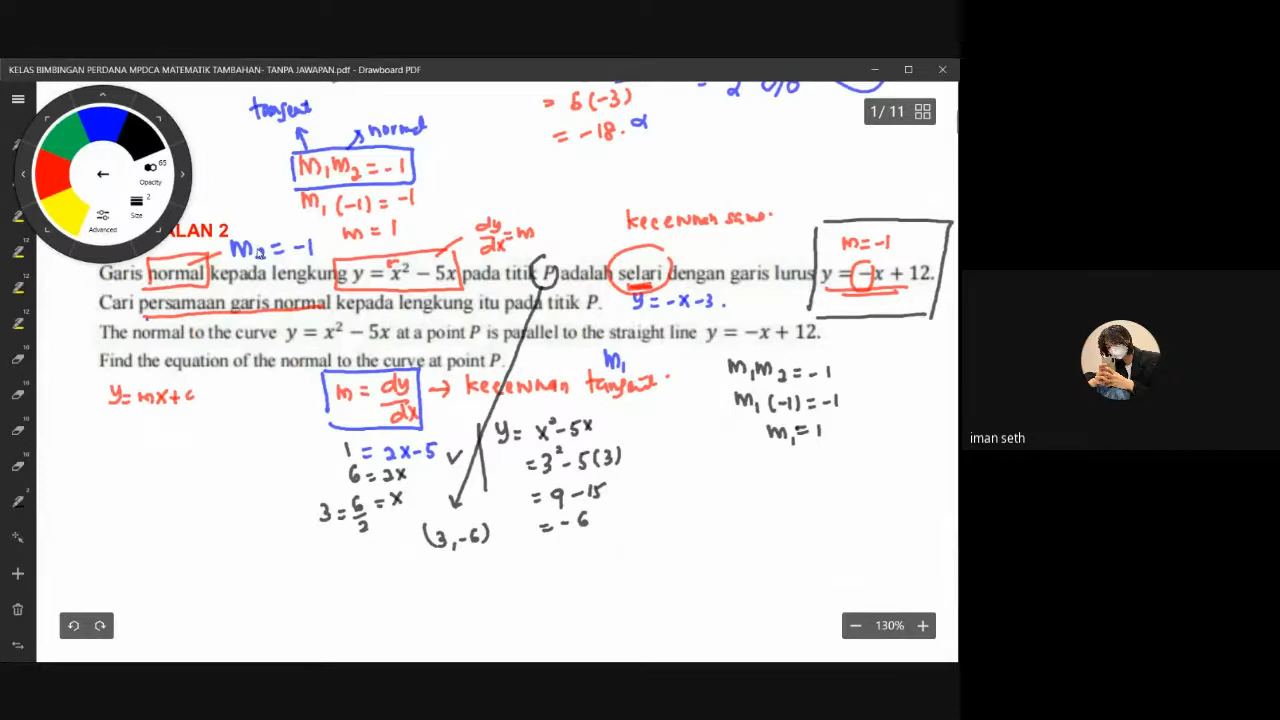 KELAS BIMBINGAN PERDANA MPDCA MATEMATIK TAMBAHAN- TANPA JAWAPAN.pdf - Drawboard PDF
1/ 11
65
Opacity
2
Size
Advanced
tangent
normal
m₁m₂ = -1
m₁ (-1) = -1
m = 1
= 6(-3)
= -18.
ALAN 2
m₂ = -1
dy/dx = m
kecerunan sama.
m = -1
Garis normal kepada lengkung y = x² − 5x pada titik P adalah selari dengan garis lurus y = −x + 12.
Cari persamaan garis normal kepada lengkung itu pada titik P.
y = -x -3.
The normal to the curve y = x² − 5x at a point P is parallel to the straight line y = −x + 12.
Find the equation of the normal to the curve at point P.
y = mx + c
m = dy/dx → kecerunan tangent.
m₁
1 = 2x - 5 ✓
6 = 2x
3 = 6/2 = x
(3, -6)
y = x² - 5x
= 3² - 5(3)
= 9 - 15
= -6
m₁m₂ = -1
m₁ (-1) = -1
m₁ = 1
130%
iman seth